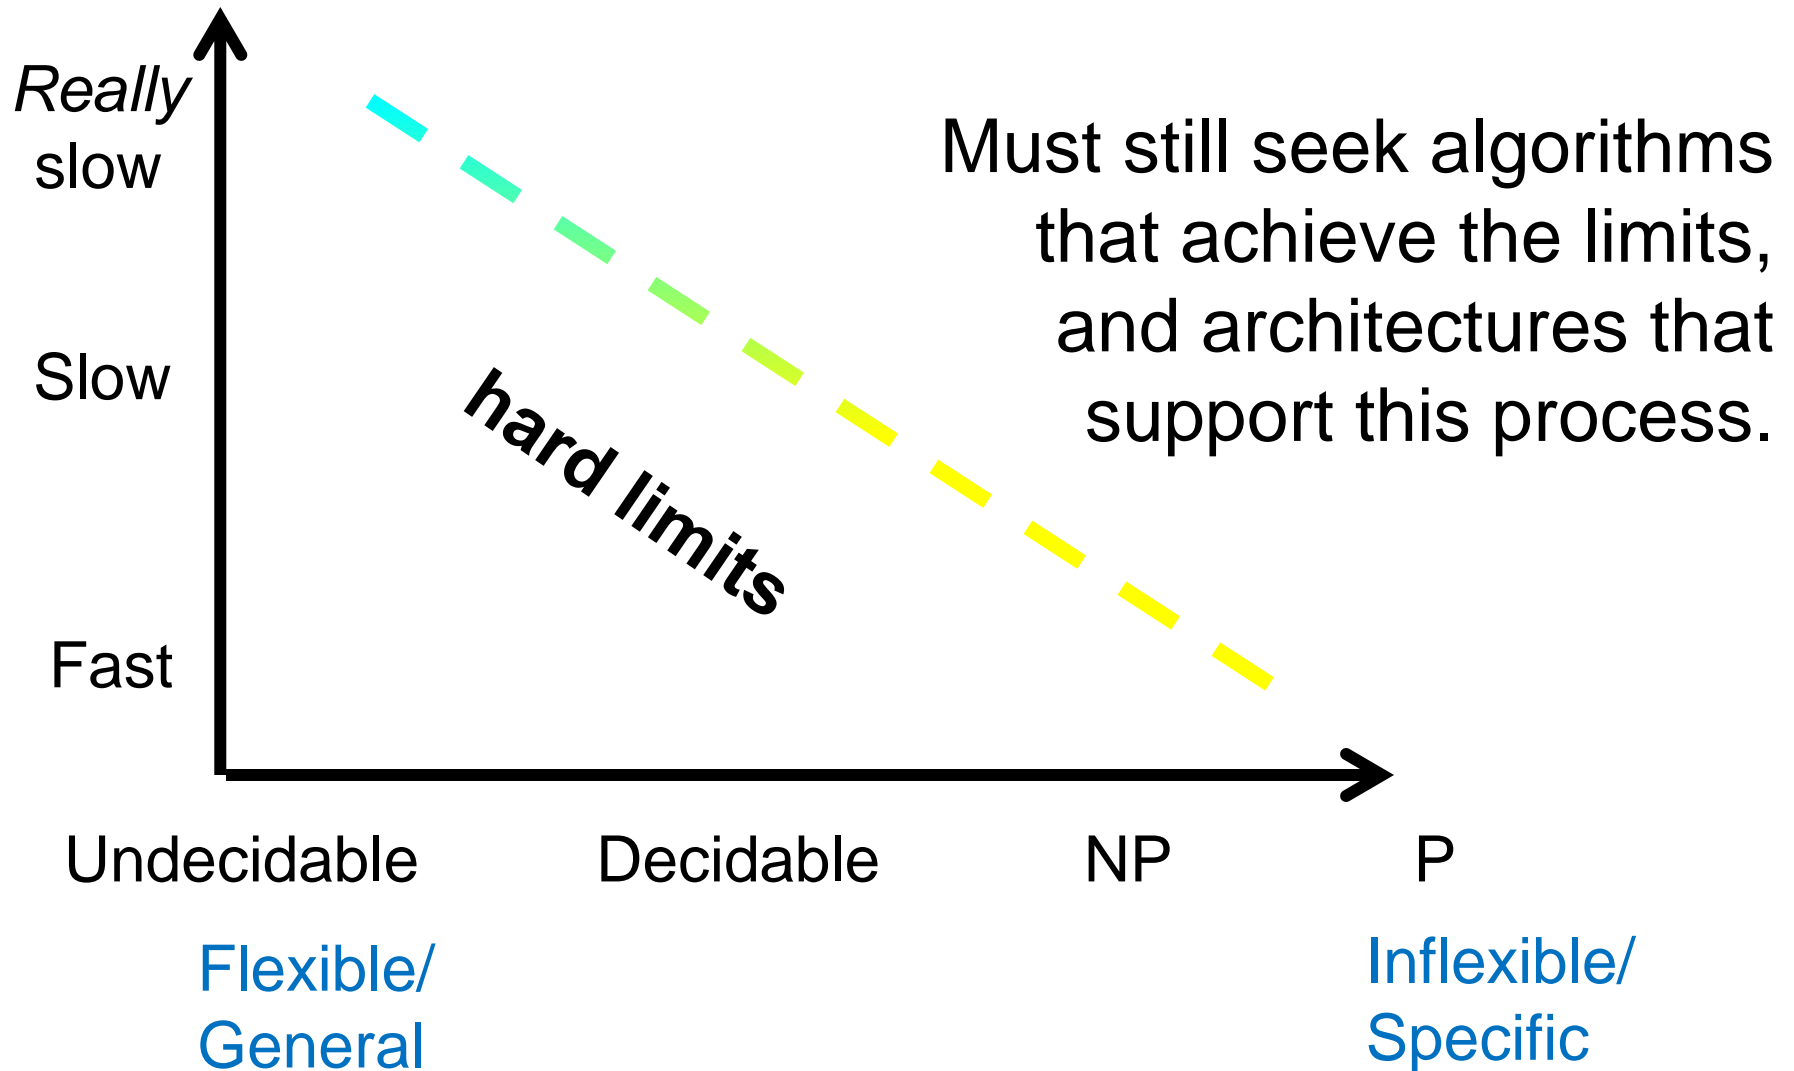 Really
slow
Must still seek algorithms
that achieve the limits,
and architectures that
support this process.
Slow
hard limits
Fast
Undecidable Decidable NP P
Flexible/
General
Inflexible/
Specific